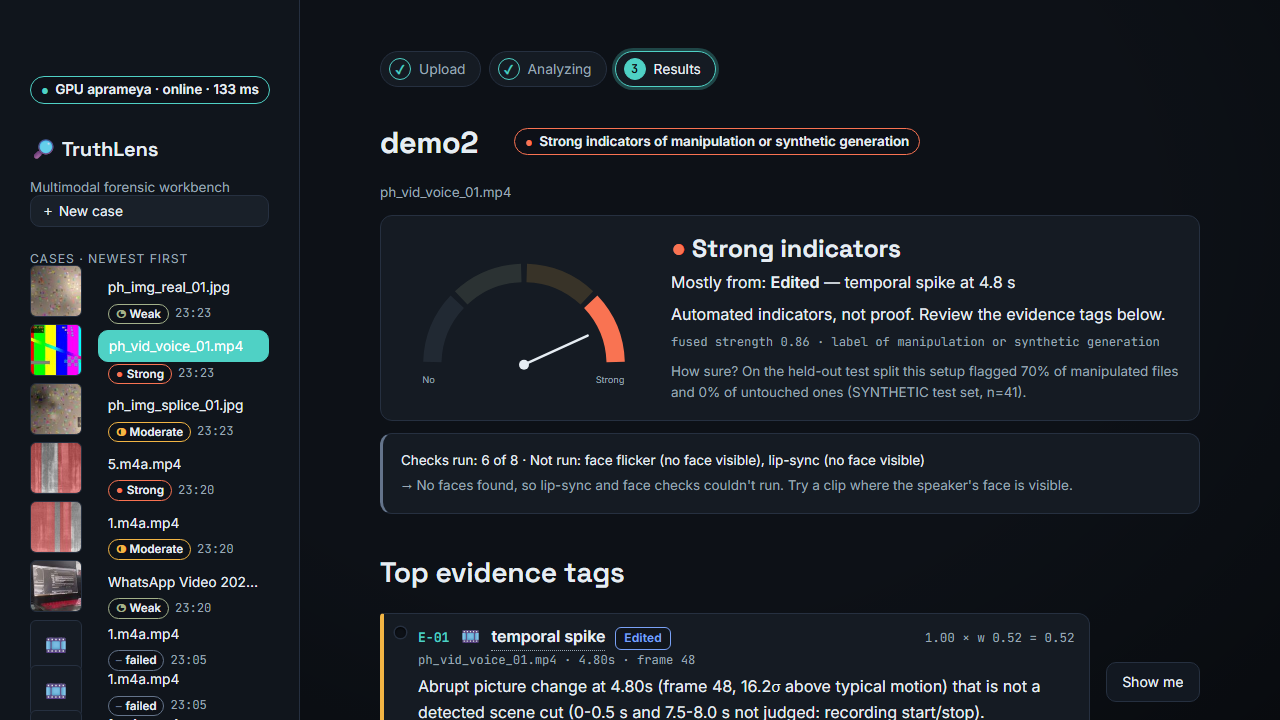 GPU aprameya · online · 133 ms
TruthLens
Multimodal forensic workbench
+ New case
CASES · NEWEST FIRST
ph_img_real_01.jpg
Weak 23:23
ph_vid_voice_01.mp4
Strong 23:23
ph_img_splice_01.jpg
Moderate 23:23
5.m4a.mp4
Strong 23:20
1.m4a.mp4
Moderate 23:20
WhatsApp Video 202...
Weak 23:20
1.m4a.mp4
– failed 23:05
1.m4a.mp4
– failed 23:05
✓ Upload
✓ Analyzing
3 Results
demo2
Strong indicators of manipulation or synthetic generation
ph_vid_voice_01.mp4
No
Strong
Strong indicators
Mostly from: Edited — temporal spike at 4.8 s
Automated indicators, not proof. Review the evidence tags below.
fused strength 0.86 · label of manipulation or synthetic generation
How sure? On the held-out test split this setup flagged 70% of manipulated files
and 0% of untouched ones (SYNTHETIC test set, n=41).
Checks run: 6 of 8 · Not run: face flicker (no face visible), lip-sync (no face visible)
→ No faces found, so lip-sync and face checks couldn't run. Try a clip where the speaker's face is visible.
Top evidence tags
E-01 temporal spike Edited 1.00 × w 0.52 = 0.52
ph_vid_voice_01.mp4 · 4.80s · frame 48
Abrupt picture change at 4.80s (frame 48, 16.2σ above typical motion) that is not a
detected scene cut (0-0.5 s and 7.5-8.0 s not judged: recording start/stop).
Show me